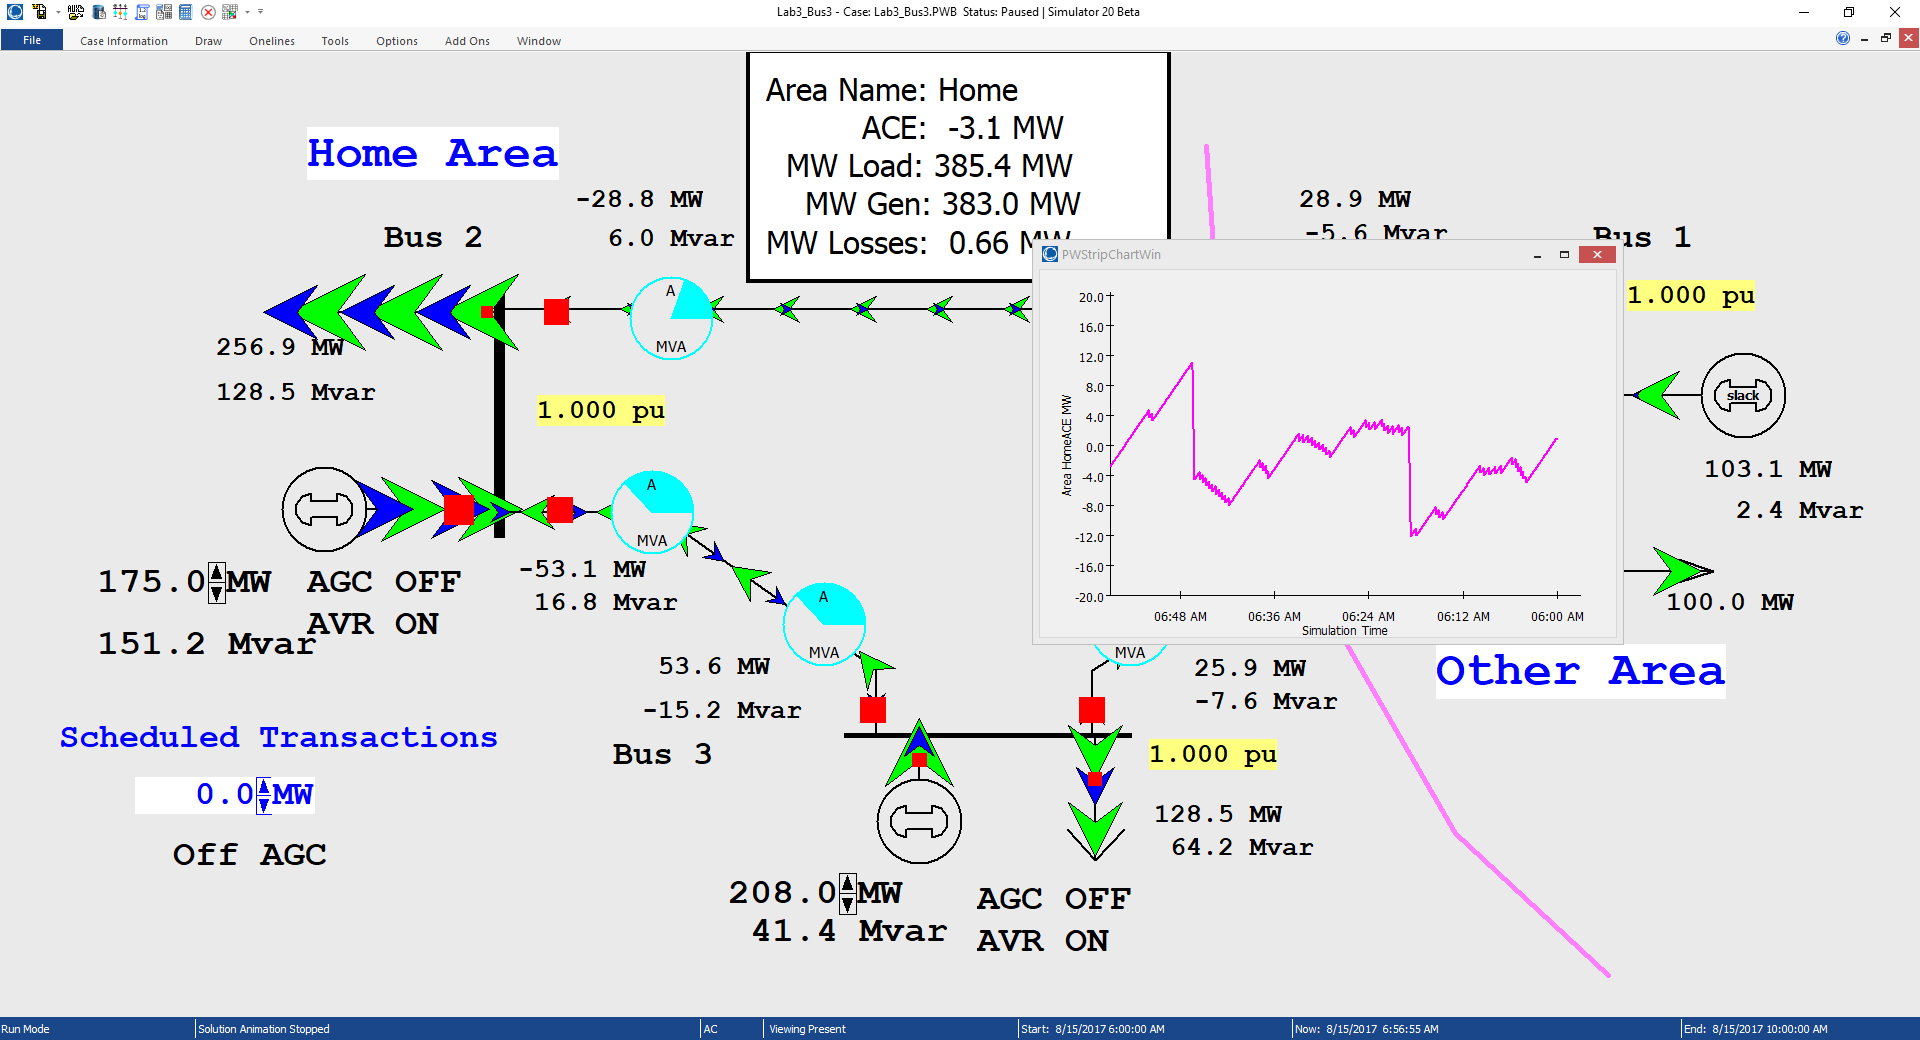 Lab3_Bus3 - Case: Lab3_Bus3.PWB Status: Paused | Simulator 20 Beta
File Case Information Draw Onelines Tools Options Add Ons Window
Area Name: Home
ACE: -3.1 MW
MW Load: 385.4 MW
MW Gen: 383.0 MW
MW Losses: 0.66 MW
Home Area
-28.8 MW
6.0 Mvar
28.9 MW
-5.6 Mvar
Bus 2
Bus 1
1.000 pu
A
MVA
256.9 MW
128.5 Mvar
1.000 pu
slack
103.1 MW
2.4 Mvar
100.0 MW
PWStripChartWin
20.0
16.0
12.0
8.0
4.0
0.0
-4.0
-8.0
-12.0
-16.0
-20.0
Area HomeACE MW
06:48 AM 06:36 AM 06:24 AM 06:12 AM 06:00 AM
Simulation Time
A
MVA
175.0 MW AGC OFF
AVR ON
151.2 Mvar
-53.1 MW
16.8 Mvar
A
MVA
MVA
53.6 MW
-15.2 Mvar
25.9 MW
-7.6 Mvar
Other Area
Scheduled Transactions
0.0 MW
Off AGC
Bus 3
1.000 pu
128.5 MW
64.2 Mvar
208.0 MW
41.4 Mvar
AGC OFF
AVR ON
Run Mode Solution Animation Stopped AC Viewing Present Start: 8/15/2017 6:00:00 AM Now: 8/15/2017 6:56:55 AM End: 8/15/2017 10:00:00 AM